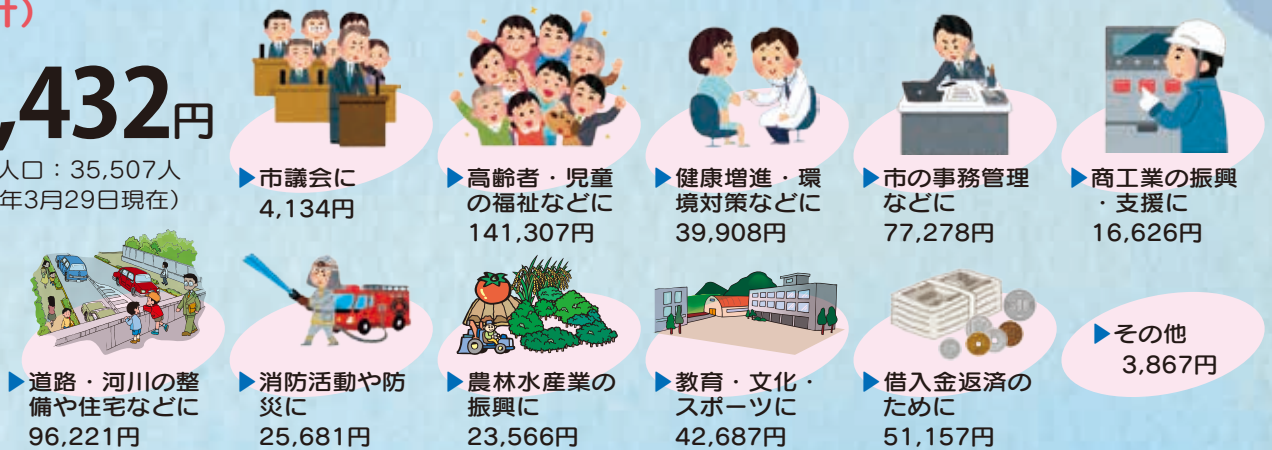 計）
,432円
人口：35,507人
年3月29日現在）
▶市議会に
4,134円
▶高齢者・児童
の福祉などに
141,307円
▶健康増進・環
境対策などに
39,908円
▶市の事務管理
などに
77,278円
▶商工業の振興
・支援に
16,626円
▶道路・河川の整
備や住宅などに
96,221円
▶消防活動や防
災に
25,681円
▶農林水産業の
振興に
23,566円
▶教育・文化・
スポーツに
42,687円
▶借入金返済の
ために
51,157円
▶その他
3,867円